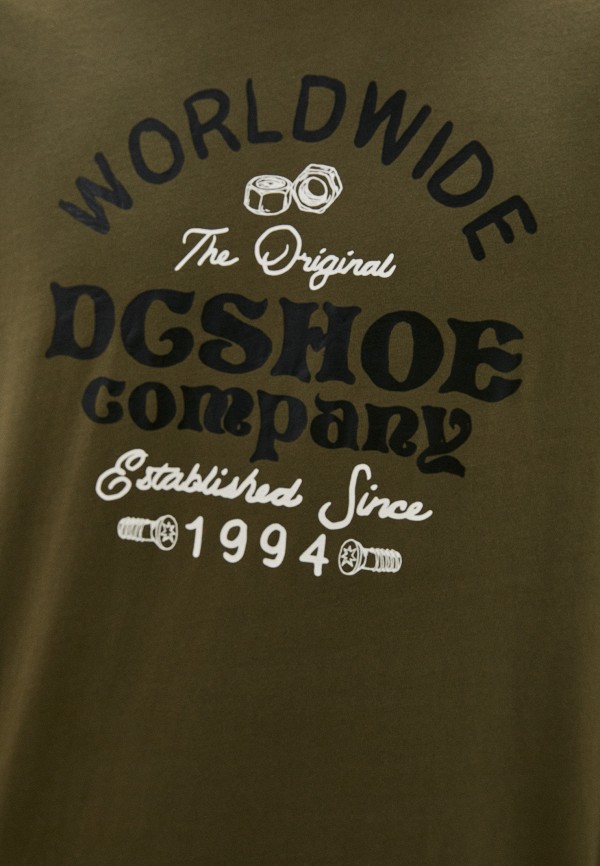 WORLDWIDE
The Original
DCSHOE
company
Established Since
1994